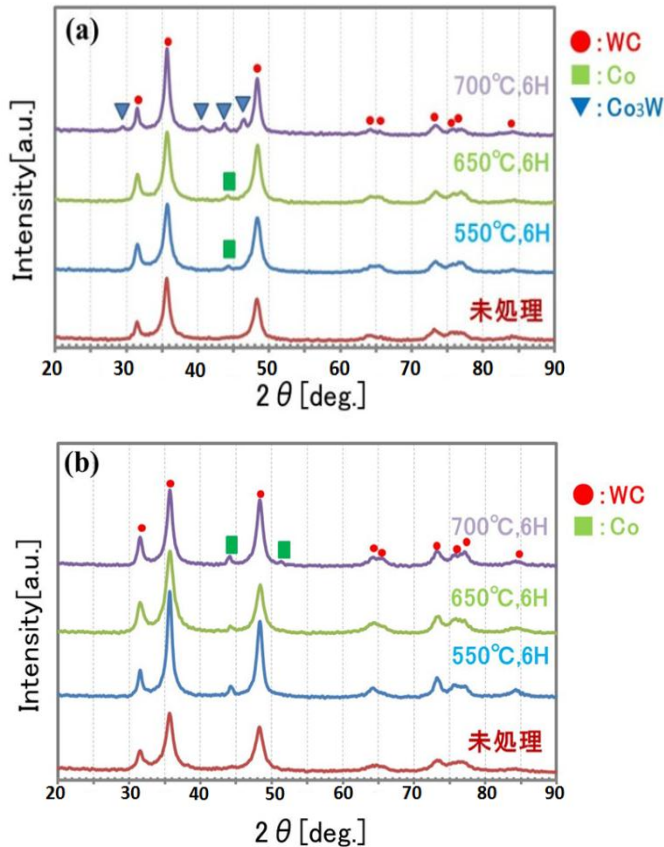 (a)
●:WC
■:Co
▼:Co₃W
700℃,6H
650℃,6H
550℃,6H
未処理
Intensity[a.u.]
20 30 40 50 60 70 80 90
2θ[deg.]
(b)
●:WC
■:Co
700℃,6H
650℃,6H
550℃,6H
未処理
Intensity[a.u.]
20 30 40 50 60 70 80 90
2θ[deg.]